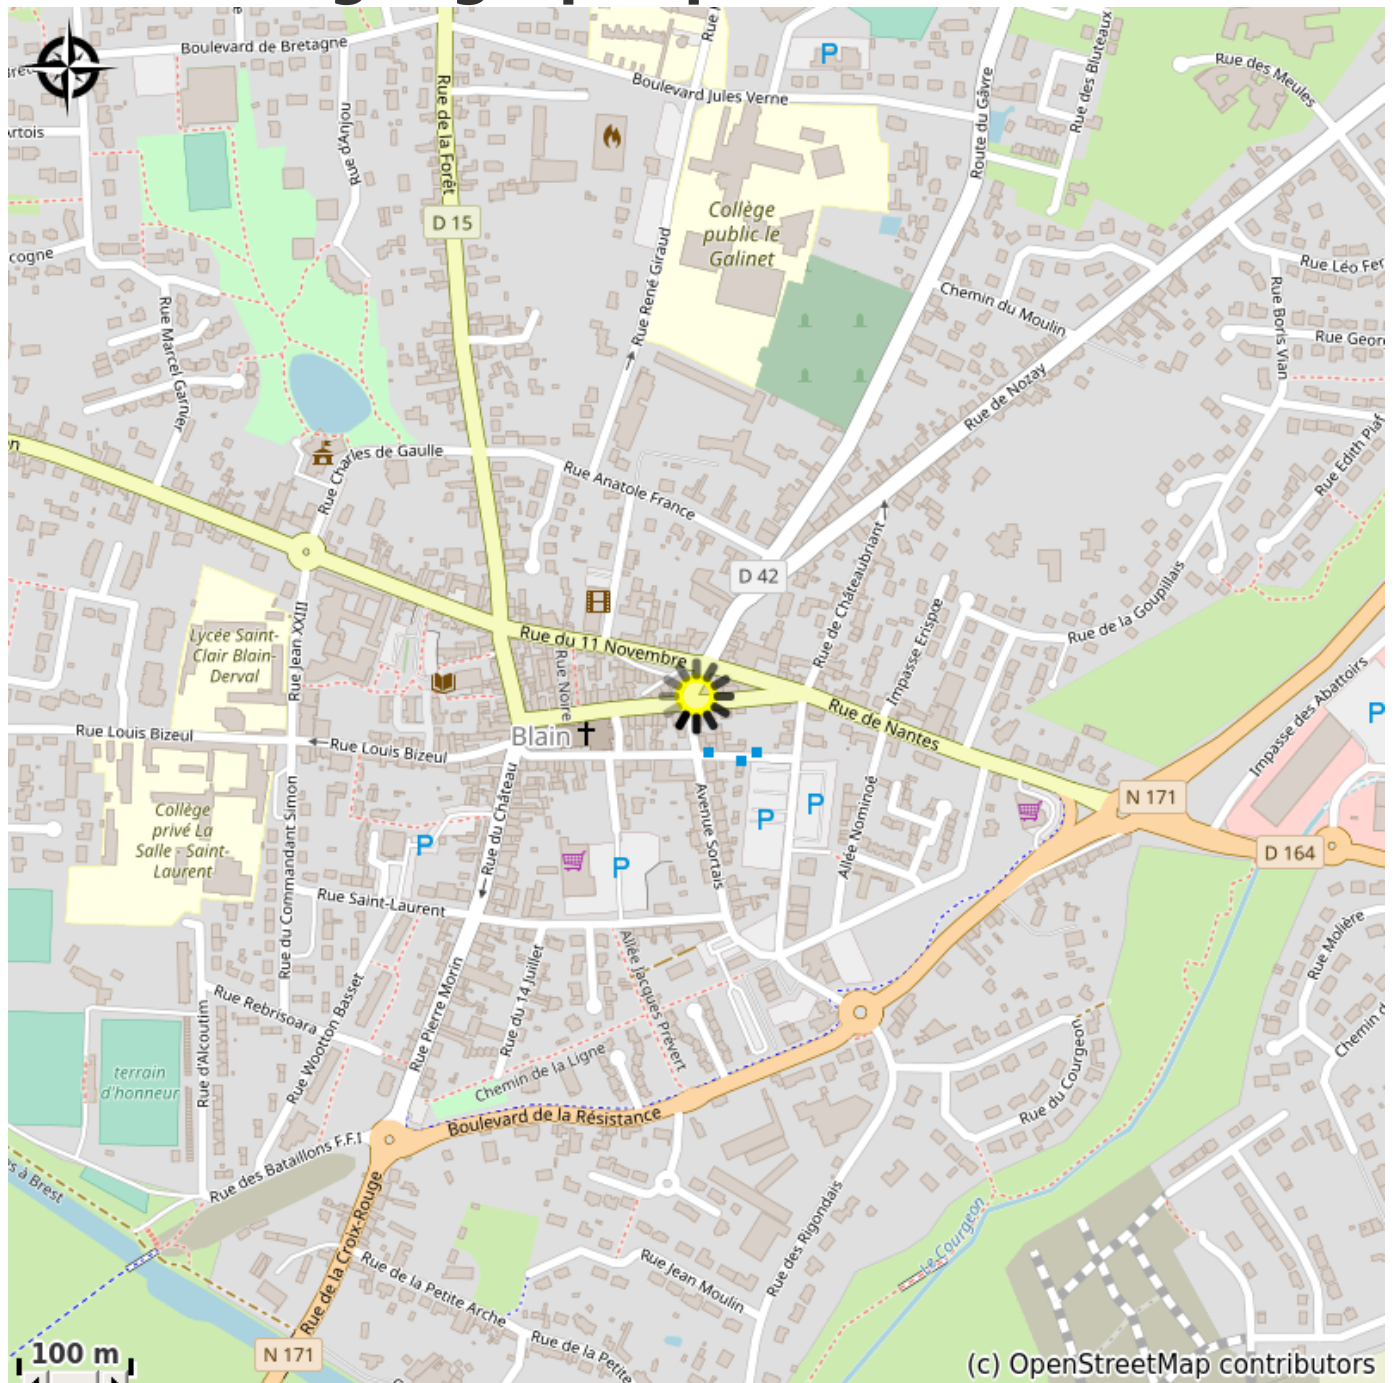 Boulevard de Bretagne
Rue d'Anjou
Rue de la Forêt
D 15
Boulevard Jules Verne
P
Route du Gâvre
Rue des Bluteaux
Rue des Meules
Collège
public le
Galinet
Rue René Giraud
Chemin du Moulin
Rue de Nozay
Rue Boris Vian
Rue Edith Piaf
Rue Marcel Garnier
Rue Charles de Gaulle
Rue Anatole France
D 42
Rue de Châteaubriant
Impasse Erispoe
Rue de la Goupillais
Impasse des Abattoirs
P
Lycée Saint-
Clair Blain-
Derval
Rue Jean XXIII
Rue du 11 Novembre
Rue Noire
Rue de Nantes
Blain
Rue Louis Bizeul
Rue Louis Bizeul
Rue du Château
Avenue Sortais
P
P
Allée Nominoé
N 171
D 164
Collège
privé La
Salle - Saint-
Laurent
Rue du Commandant Simon
P
P
Rue Saint-Laurent
Rue Molière
Rue Pierre Morin
Rue du 14 Juillet
Allée Jacques Prévert
Rue Rebrisoara
Rue Wootton Basset
Rue d'Alcoutim
terrain
d'honneur
Chemin de la Ligne
Boulevard de la Résistance
Rue du Courgeon
Rue des Bataillons F.F.I
Rue de la Croix-Rouge
Rue des Rigondais
Le Courgeon
Rue de la Petite Arche
Rue Jean Moulin
Rue de la Petite
N 171
100 m
(c) OpenStreetMap contributors